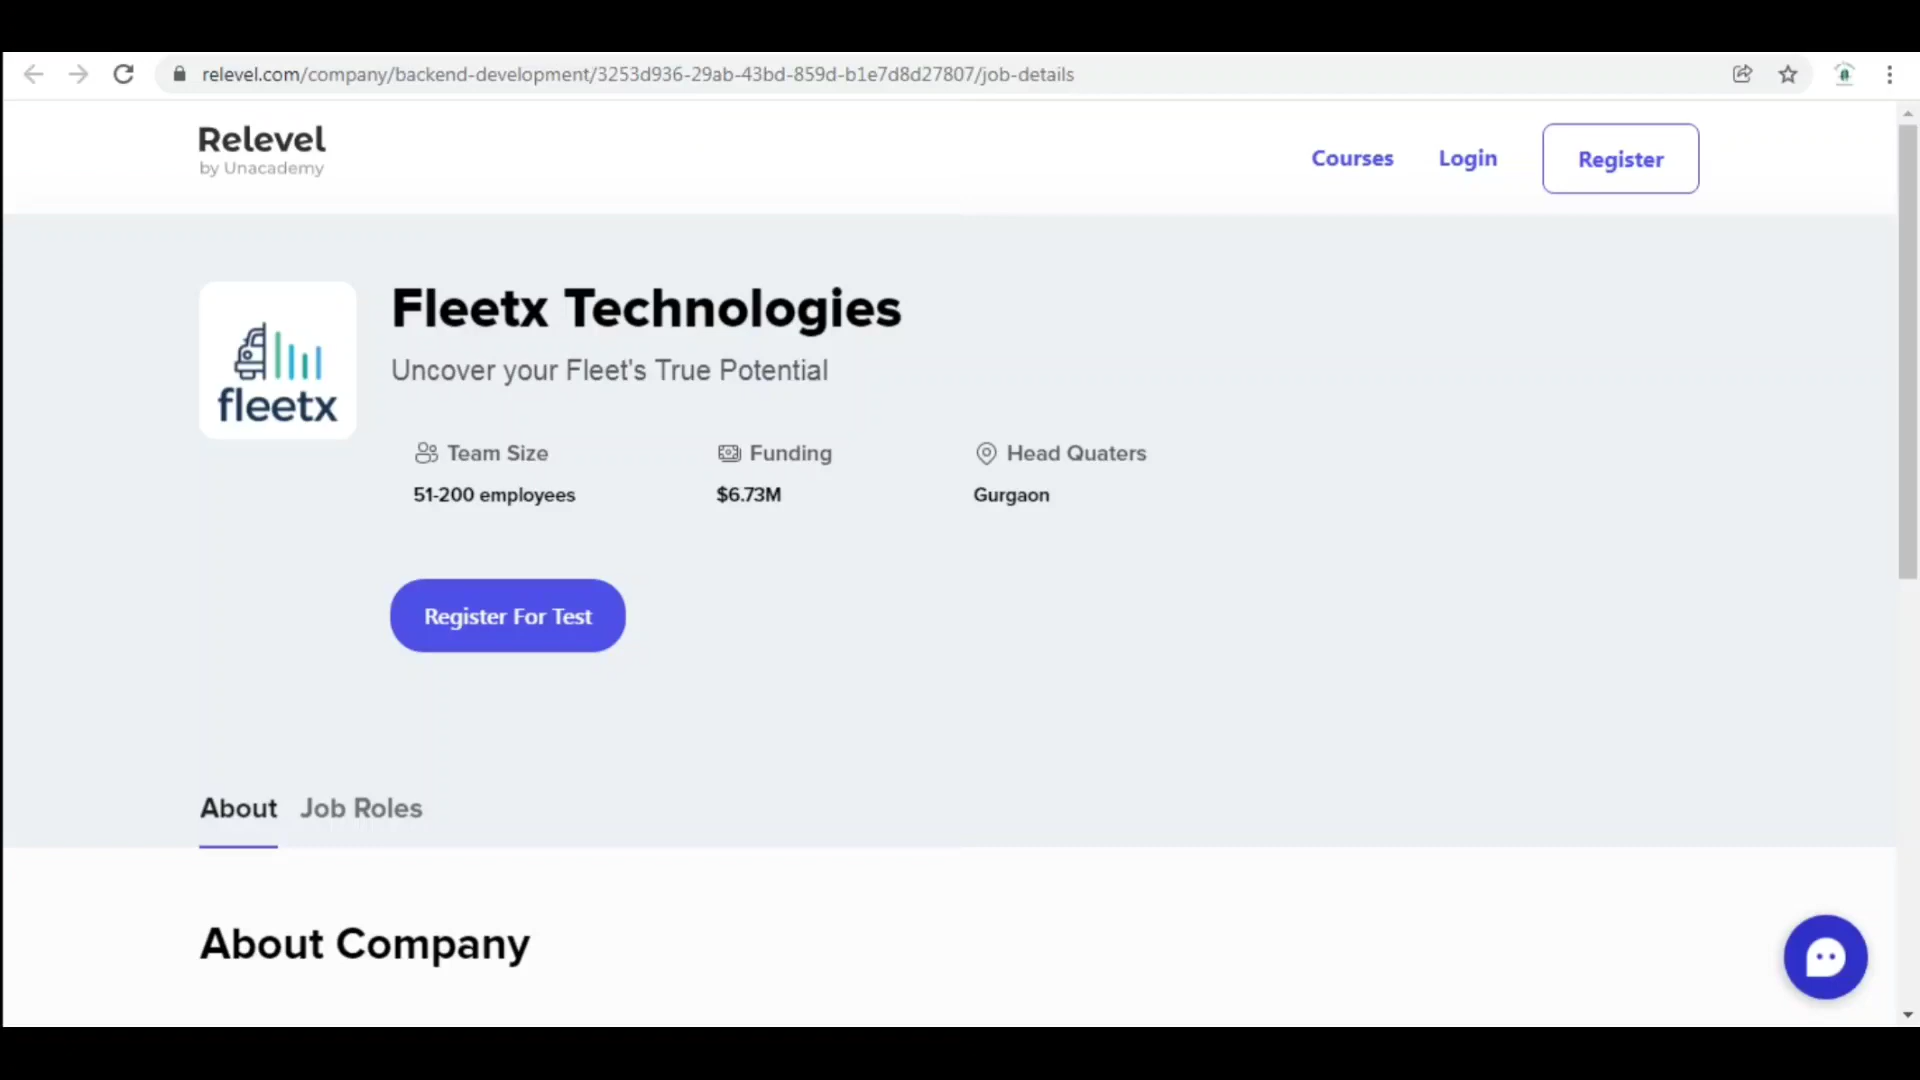 relevel.com/company/backend-development/3253d936-29ab-43bd-859d-b1e7d8d27807/job-details
Relevel
by Unacademy
Courses
Login
Register
fleetx
Fleetx Technologies
Uncover your Fleet's True Potential
Team Size
51-200 employees
Funding
$6.73M
Head Quaters
Gurgaon
Register For Test
About
Job Roles
About Company